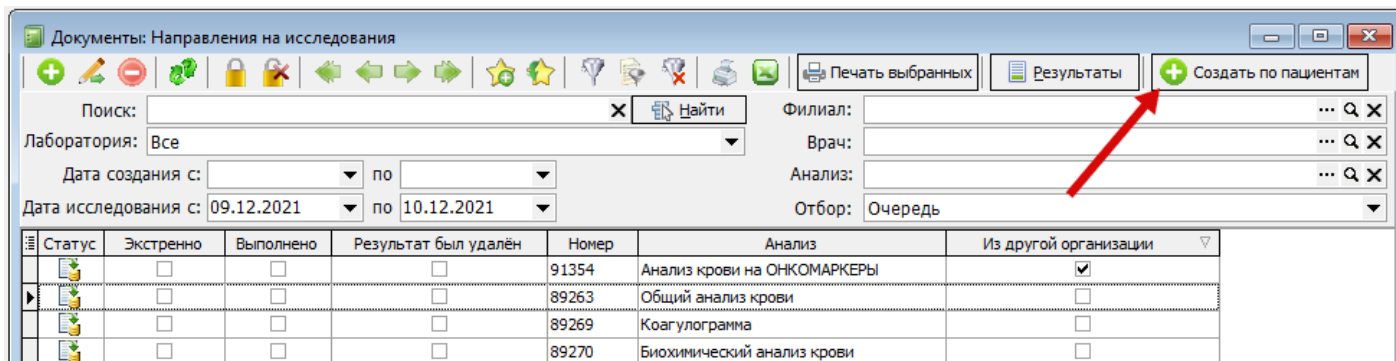 Документы: Направления на исследования
Печать выбранных Результаты Создать по пациентам
Поиск: Найти Филиал:
Лаборатория: Все Врач:
Дата создания с: по Анализ:
Дата исследования с: 09.12.2021 по 10.12.2021 Отбор: Очередь
Статус Экстренно Выполнено Результат был удалён Номер Анализ Из другой организации
91354 Анализ крови на ОНКОМАРКЕРЫ
89263 Общий анализ крови
89269 Коагулограмма
89270 Биохимический анализ крови